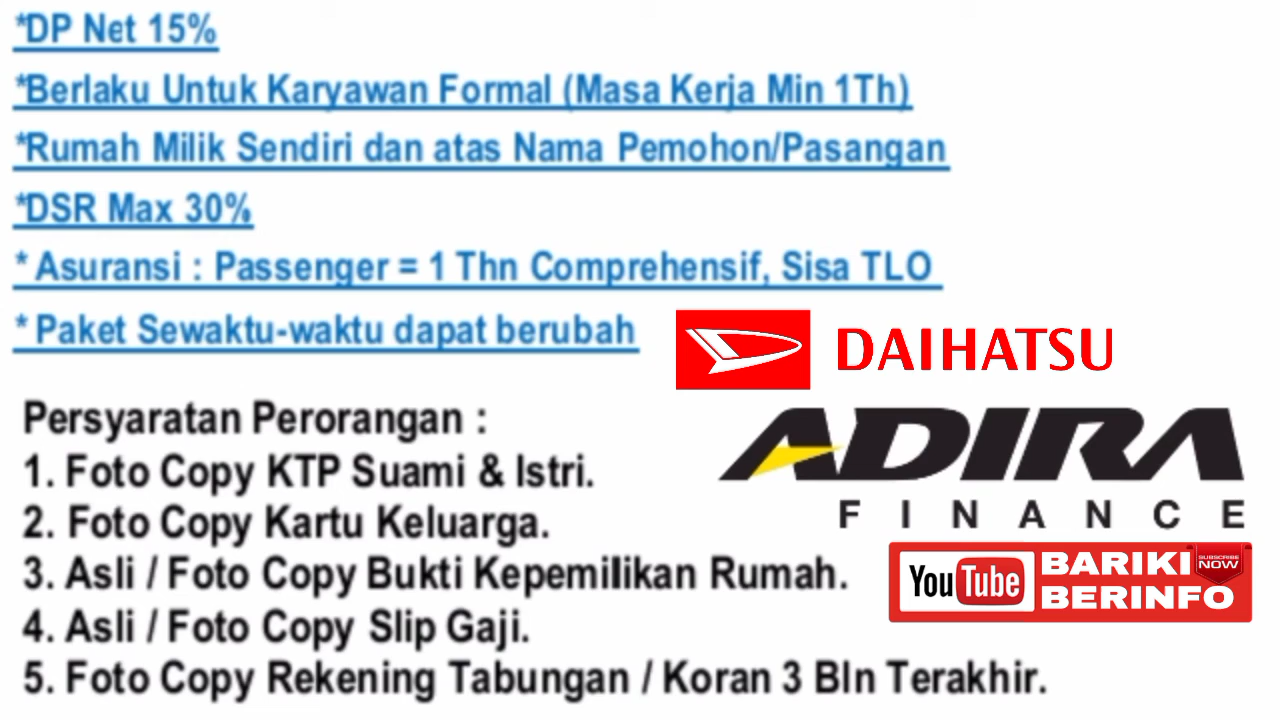 *DP Net 15%
*Berlaku Untuk Karyawan Formal (Masa Kerja Min 1Th)
*Rumah Milik Sendiri dan atas Nama Pemohon/Pasangan
*DSR Max 30%
* Asuransi : Passenger = 1 Thn Comprehensif, Sisa TLO
* Paket Sewaktu-waktu dapat berubah
DAIHATSU
Persyaratan Perorangan :
1. Foto Copy KTP Suami & Istri.
2. Foto Copy Kartu Keluarga.
3. Asli / Foto Copy Bukti Kepemilikan Rumah.
4. Asli / Foto Copy Slip Gaji.
5. Foto Copy Rekening Tabungan / Koran 3 Bln Terakhir.
ADIRA
FINANCE
YouTube
BARIKI
BERINFO
SUBSCRIBE
NOW